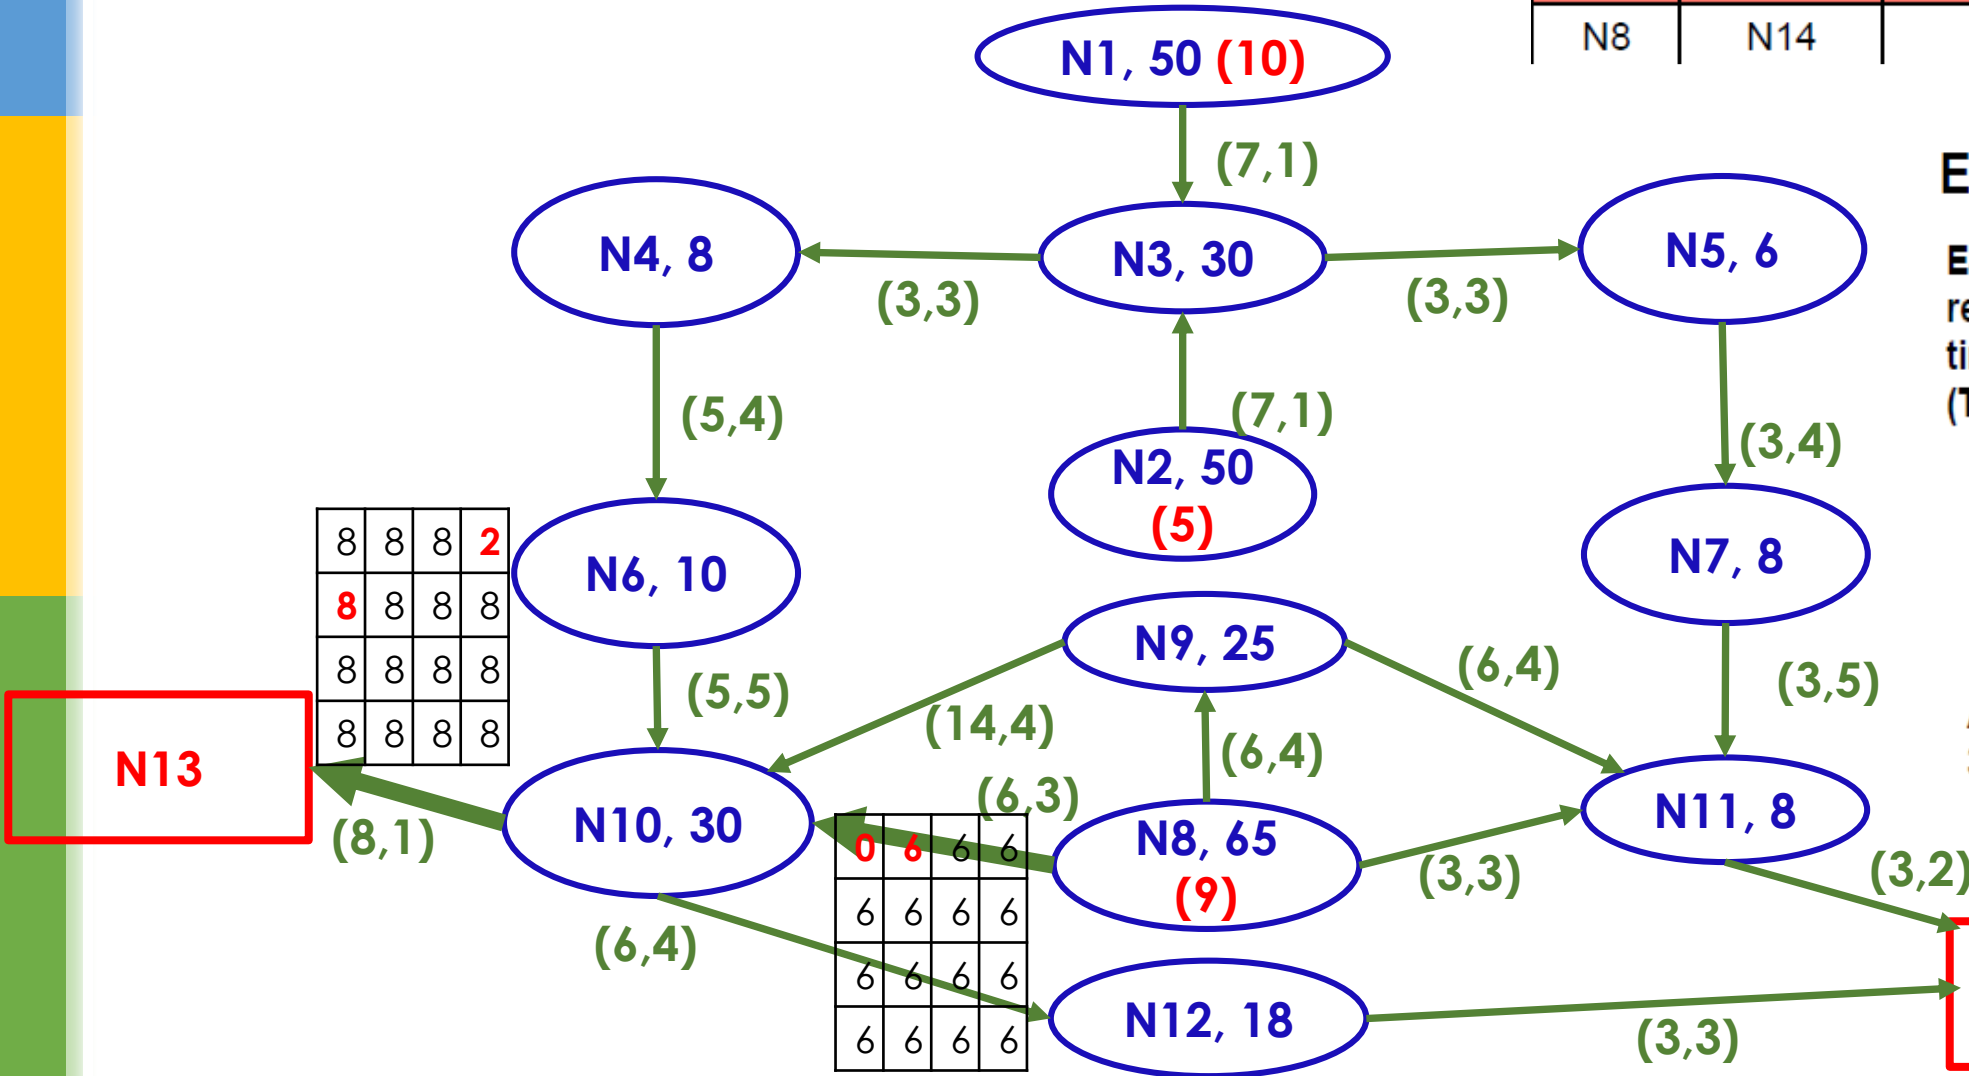 N1, 50 (10)
N8 N14
(7,1)
E
N4, 8
N3, 30
N5, 6
E
(3,3)
(3,3)
re
ti
(T
(5,4)
(7,1)
(3,4)
N2, 50
(5)
8 8 8 2
N6, 10
N7, 8
8 8 8 8
N9, 25
8 8 8 8
(6,4)
(5,5)
(3,5)
(14,4)
8 8 8 8
(6,4)
N13
(6,3)
(8,1)
N10, 30
N8, 65
(9)
N11, 8
0 6 6 6
(3,3)
(3,2)
6 6 6 6
(6,4)
6 6 6 6
N12, 18
6 6 6 6
(3,3)